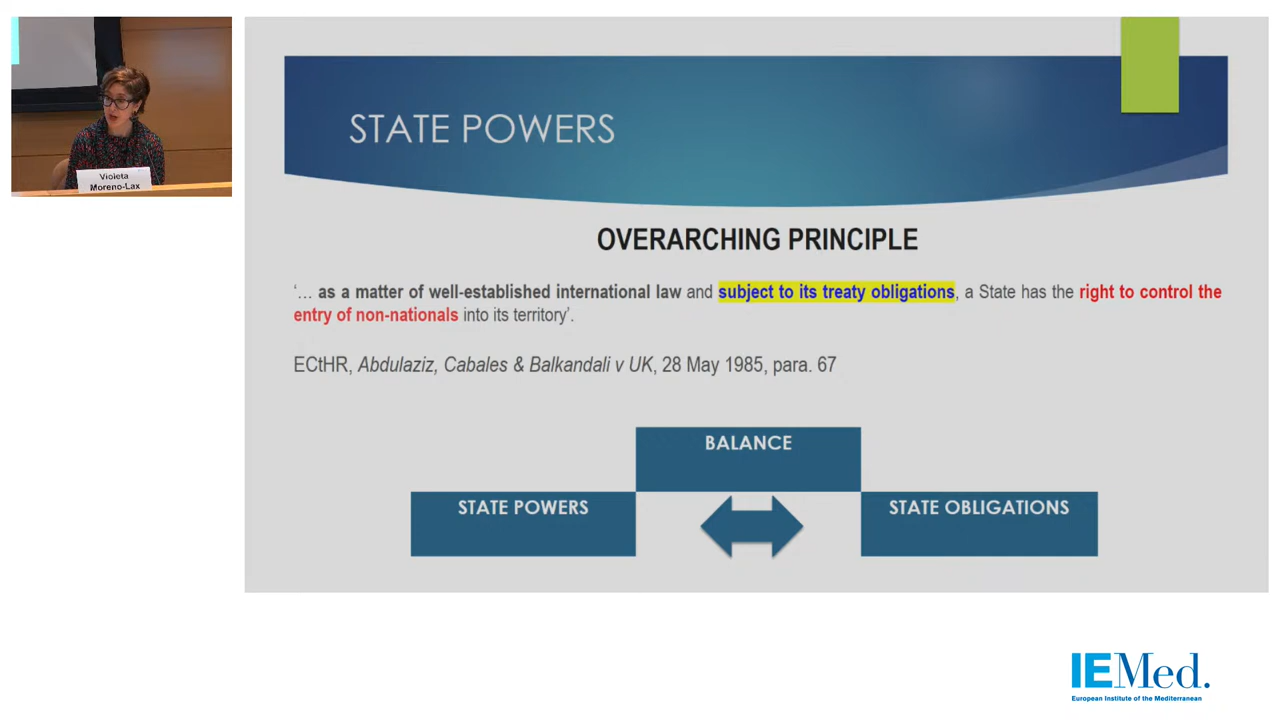 Violeta
Moreno-Lax
STATE POWERS
OVERARCHING PRINCIPLE
‘… as a matter of well-established international law and subject to its treaty obligations, a State has the right to control the
entry of non-nationals into its territory’.
ECtHR, Abdulaziz, Cabales & Balkandali v UK, 28 May 1985, para. 67
BALANCE
STATE POWERS
STATE OBLIGATIONS
IEMed.
European Institute of the Mediterranean